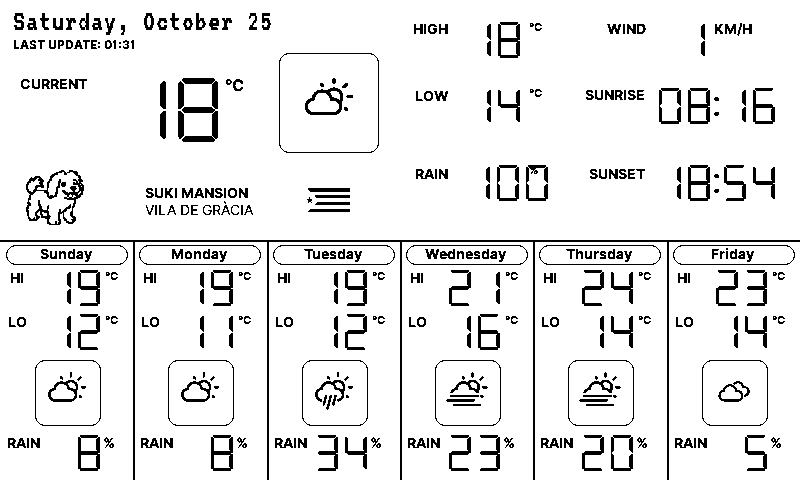 Saturday, October 25
LAST UPDATE: 01:31
CURRENT 18 °C
HIGH 18 °C
WIND 1 KM/H
LOW 14 °C
SUNRISE 08:16
RAIN 100 %
SUNSET 18:54
SUKI MANSION
VILA DE GRÀCIA
Sunday
HI 19 °C
LO 12 °C
RAIN 8 %
Monday
HI 19 °C
LO 11 °C
RAIN 8 %
Tuesday
HI 19 °C
LO 12 °C
RAIN 34 %
Wednesday
HI 21 °C
LO 16 °C
RAIN 23 %
Thursday
HI 24 °C
LO 14 °C
RAIN 20 %
Friday
HI 23 °C
LO 14 °C
RAIN 5 %